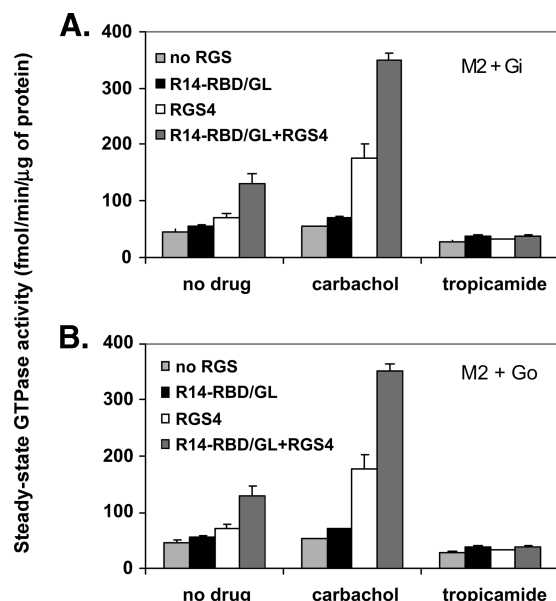 Steady-state GTPase activity (fmol/min/µg of protein)
A.
400
300
200
100
0
no RGS
R14-RBD/GL
RGS4
R14-RBD/GL+RGS4
M2 + Gi
no drug carbachol tropicamide
B.
400
300
200
100
0
no RGS
R14-RBD/GL
RGS4
R14-RBD/GL+RGS4
M2 + Go
no drug carbachol tropicamide